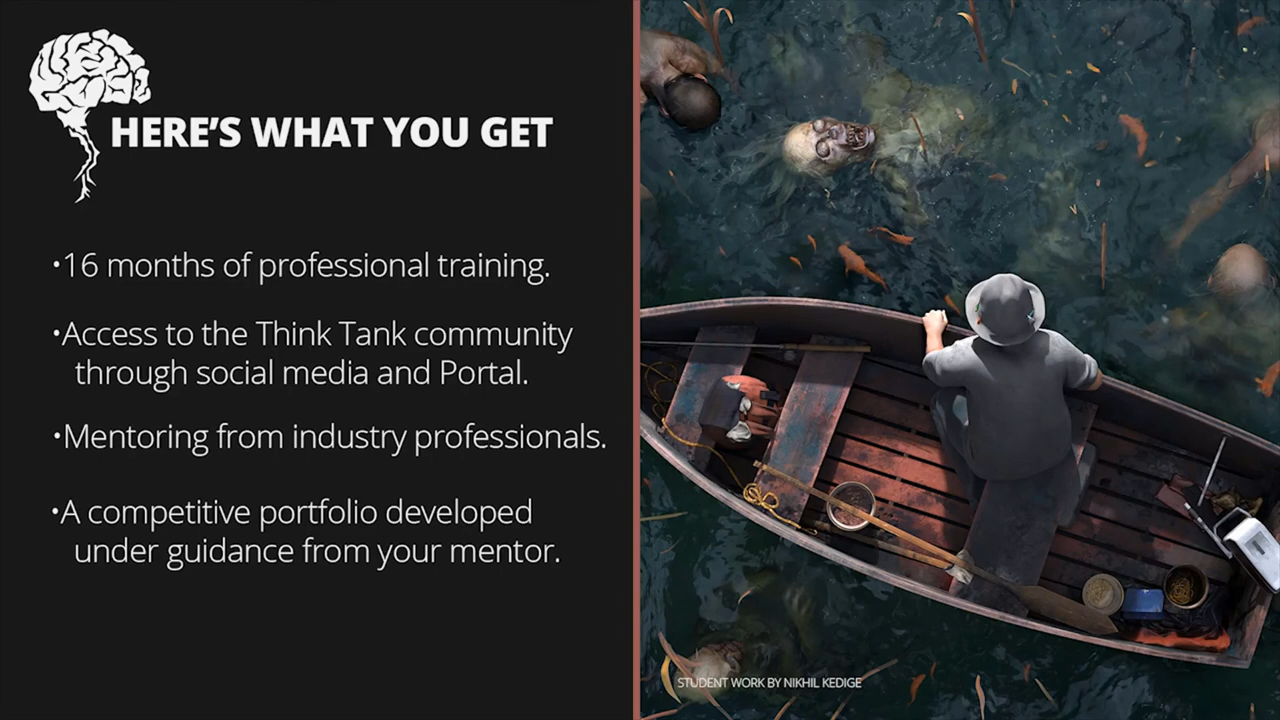 HERE'S WHAT YOU GET
•16 months of professional training.
•Access to the Think Tank community
through social media and Portal.
•Mentoring from industry professionals.
•A competitive portfolio developed
under guidance from your mentor.
STUDENT WORK BY NIKHIL KEDIGE